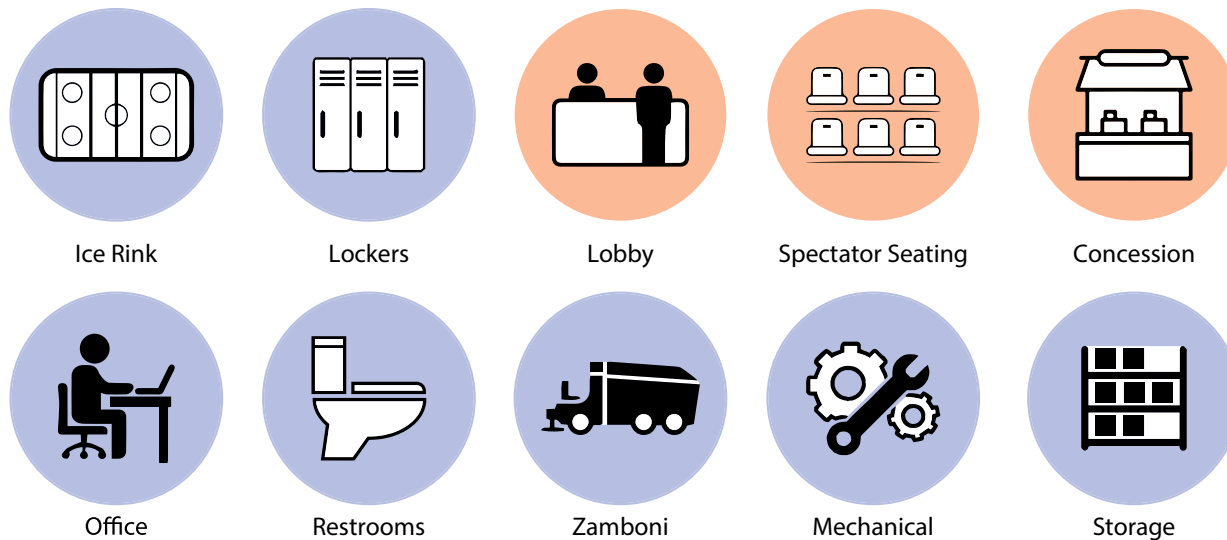 Ice Rink
Lockers
Lobby
Spectator Seating
Concession
Office
Restrooms
Zamboni
Mechanical
Storage